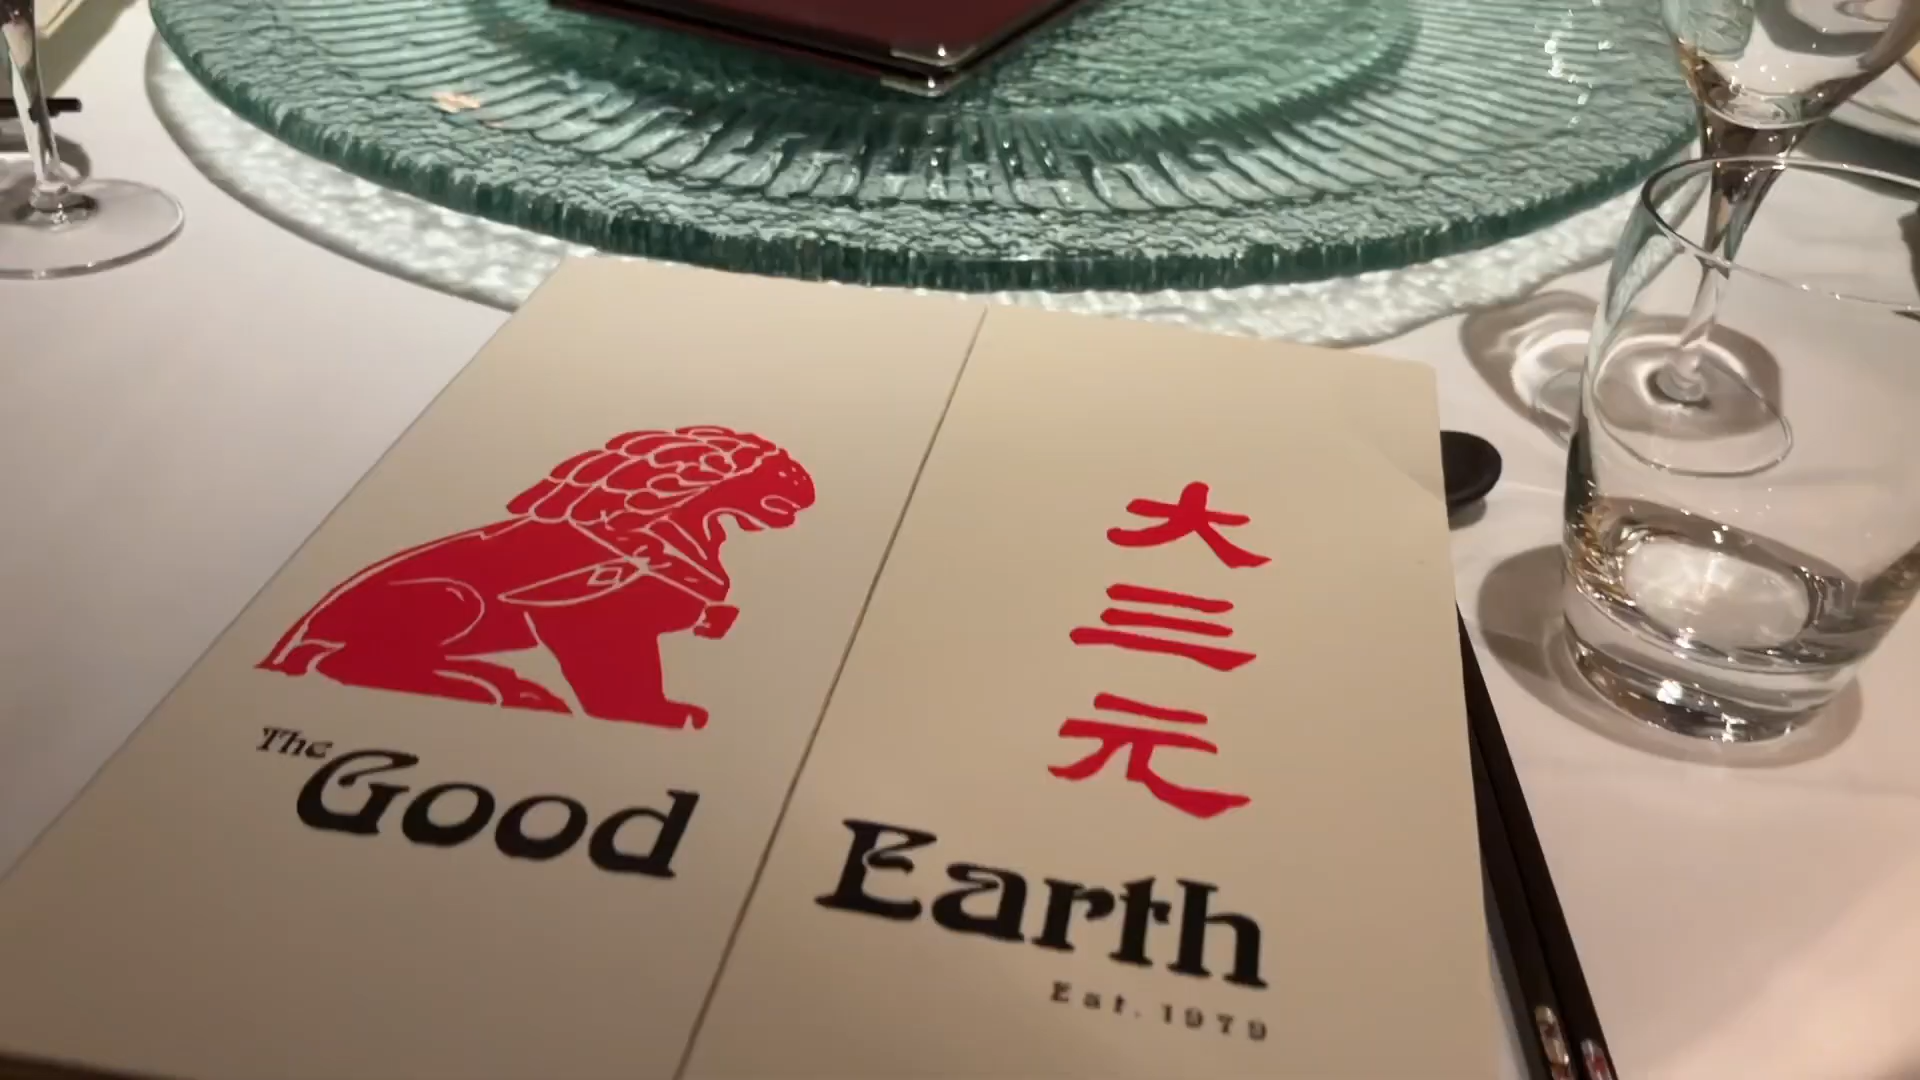 大
三
元
The Good Earth
Est. 1979